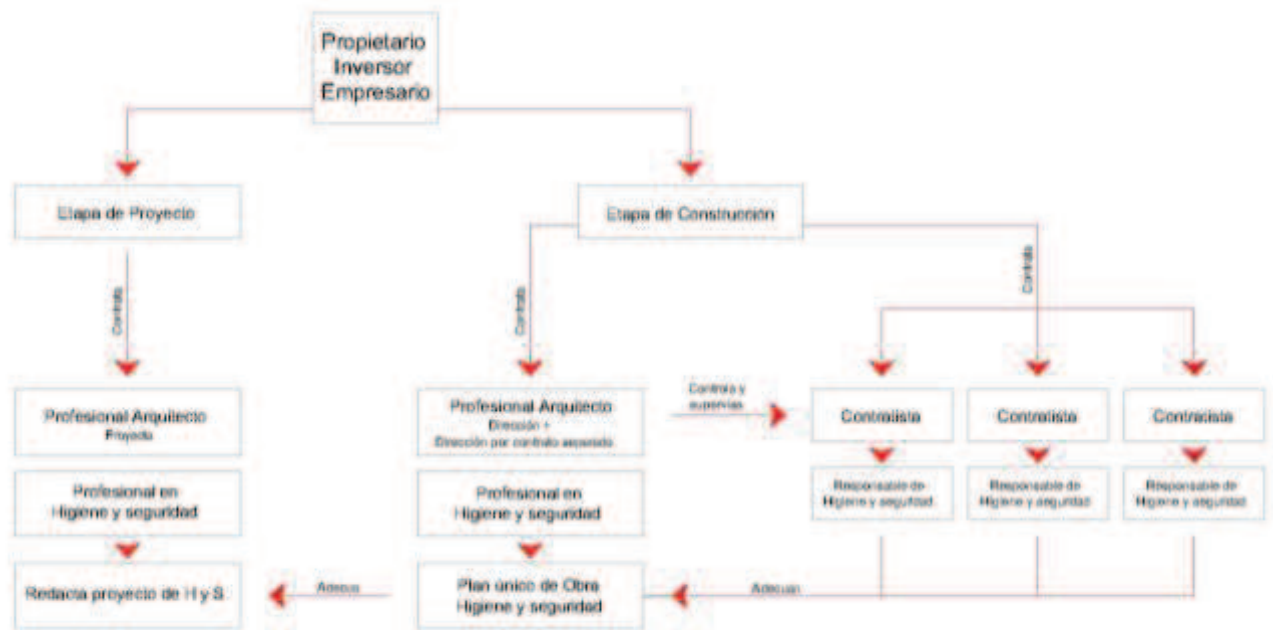 Propietario
Inversor
Empresario
Etapa de Proyecto
Etapa de Construcción
Contrata
Contrata
Contrata
Profesional Arquitecto
Proyecto
Profesional Arquitecto
Dirección +
Dirección por contrato separado
Controla y
supervisa
Contratista
Contratista
Contratista
Profesional en
Higiene y seguridad
Profesional en
Higiene y seguridad
Responsable de
Higiene y seguridad
Responsable de
Higiene y seguridad
Responsable de
Higiene y seguridad
Redacta proyecto de H y S
Adecua
Plan único de Obra
Higiene y seguridad
Adecuan